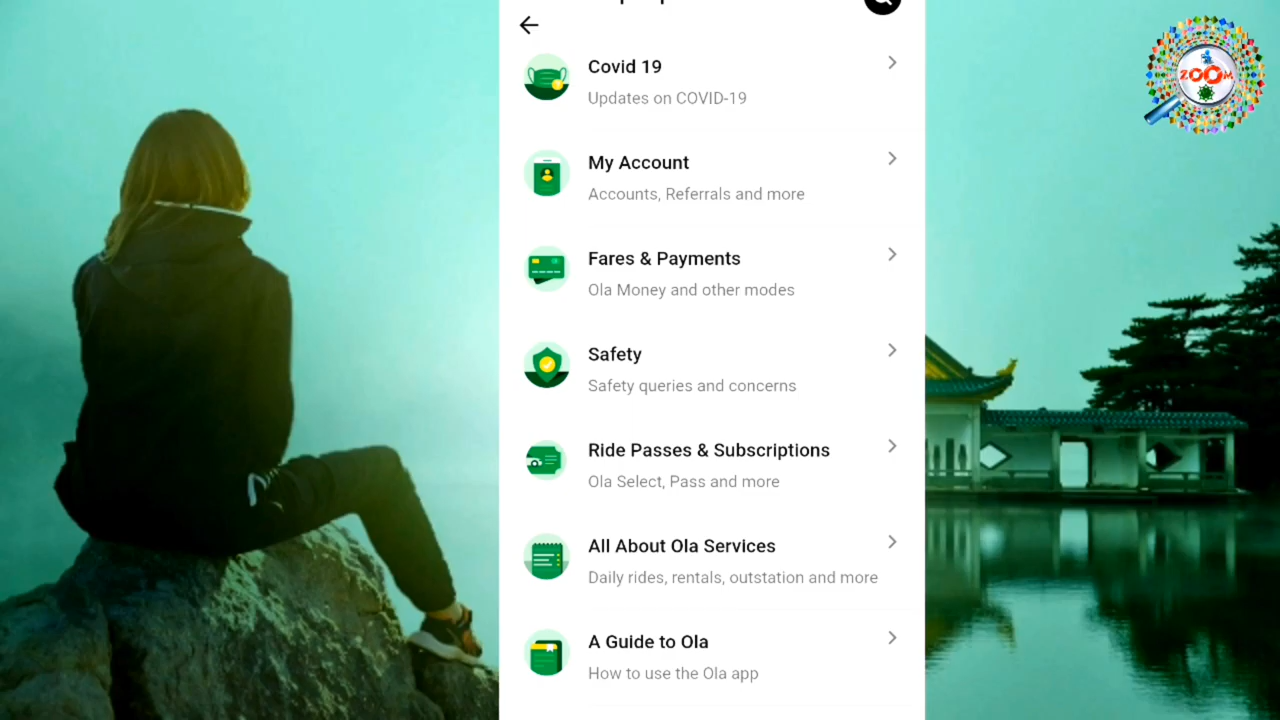 Covid 19
Updates on COVID-19
My Account
Accounts, Referrals and more
Fares & Payments
Ola Money and other modes
Safety
Safety queries and concerns
Ride Passes & Subscriptions
Ola Select, Pass and more
All About Ola Services
Daily rides, rentals, outstation and more
A Guide to Ola
How to use the Ola app
ZOOM